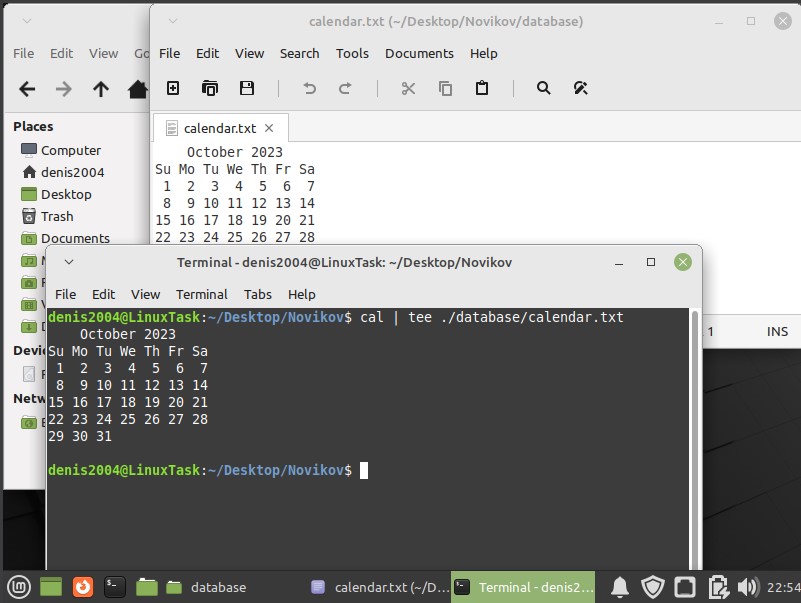 File Edit View
Places
Computer
denis2004
Desktop
Trash
Documents
calendar.txt (~/Desktop/Novikov/database)
File Edit View Search Tools Documents Help
calendar.txt
October 2023
Su Mo Tu We Th Fr Sa
1 2 3 4 5 6 7
8 9 10 11 12 13 14
15 16 17 18 19 20 21
22 23 24 25 26 27 28
INS
Terminal - denis2004@LinuxTask: ~/Desktop/Novikov
File Edit View Terminal Tabs Help
denis2004@LinuxTask:~/Desktop/Novikov$ cal | tee ./database/calendar.txt
October 2023
Su Mo Tu We Th Fr Sa
1 2 3 4 5 6 7
8 9 10 11 12 13 14
15 16 17 18 19 20 21
22 23 24 25 26 27 28
29 30 31
denis2004@LinuxTask:~/Desktop/Novikov$
database calendar.txt (~/D... Terminal - denis2... 22:54